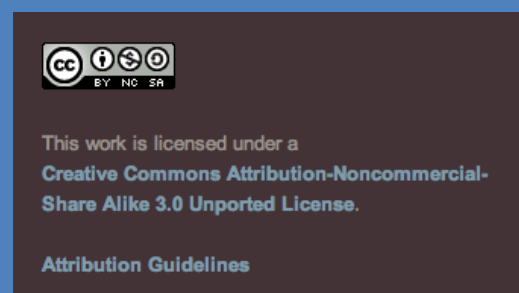 cc
BY NC SA
This work is licensed under a
Creative Commons Attribution-Noncommercial-
Share Alike 3.0 Unported License.
Attribution Guidelines